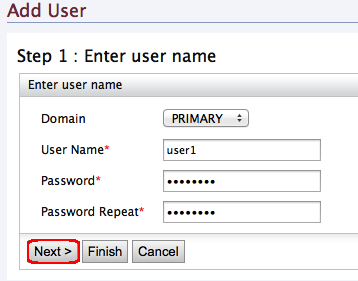 Add User
Step 1 : Enter user name
Enter user name
Domain PRIMARY
User Name* user1
Password* ••••••••
Password Repeat* ••••••••
Next > Finish Cancel